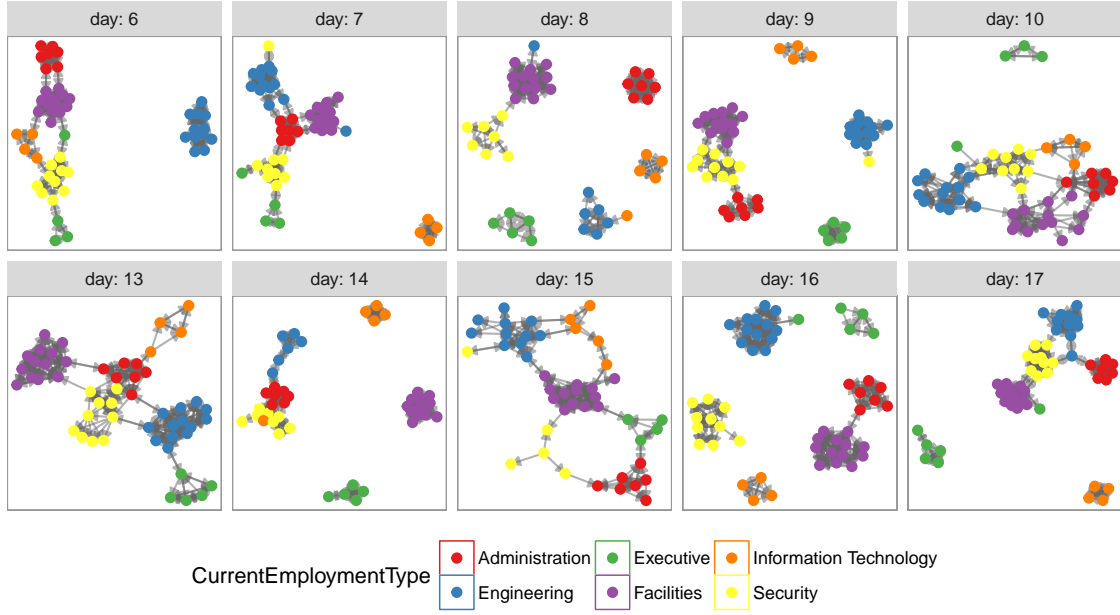 day: 6
day: 7
day: 8
day: 9
day: 10
day: 13
day: 14
day: 15
day: 16
day: 17
CurrentEmploymentType
Administration
Executive
Information Technology
Engineering
Facilities
Security